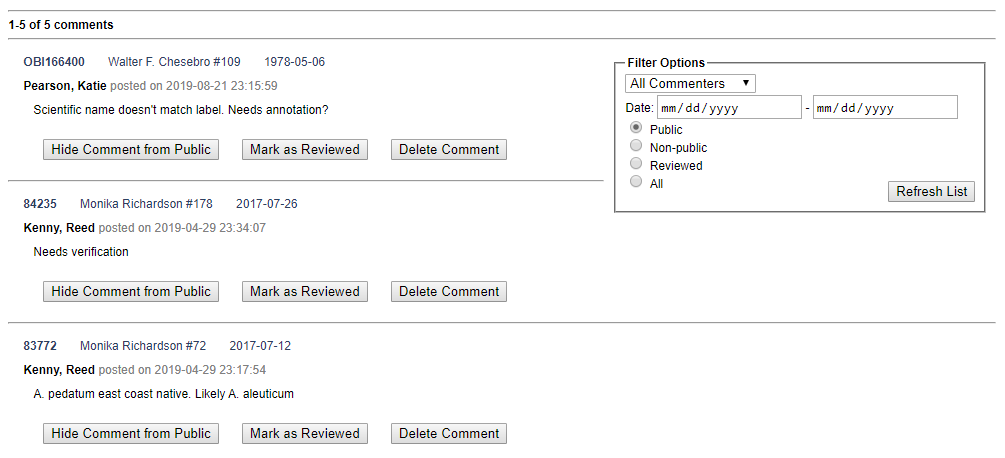 1-5 of 5 comments
OBI166400 Walter F. Chesebro #109 1978-05-06
Pearson, Katie posted on 2019-08-21 23:15:59
Scientific name doesn't match label. Needs annotation?
Hide Comment from Public Mark as Reviewed Delete Comment
Filter Options
All Commenters
Date: mm/dd/yyyy - mm/dd/yyyy
Public
Non-public
Reviewed
All
Refresh List
84235 Monika Richardson #178 2017-07-26
Kenny, Reed posted on 2019-04-29 23:34:07
Needs verification
Hide Comment from Public Mark as Reviewed Delete Comment
83772 Monika Richardson #72 2017-07-12
Kenny, Reed posted on 2019-04-29 23:17:54
A. pedatum east coast native. Likely A. aleuticum
Hide Comment from Public Mark as Reviewed Delete Comment